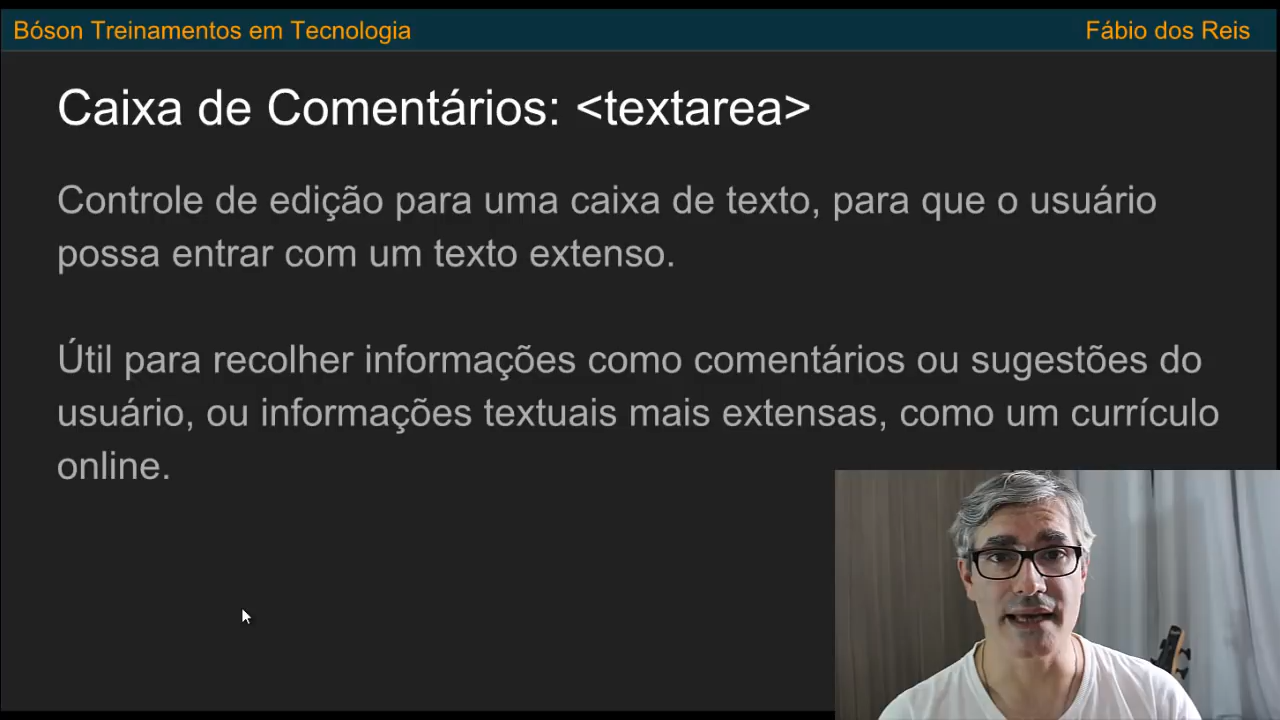 Bóson Treinamentos em Tecnologia
Fábio dos Reis
Caixa de Comentários: <textarea>
Controle de edição para uma caixa de texto, para que o usuário
possa entrar com um texto extenso.
Útil para recolher informações como comentários ou sugestões do
usuário, ou informações textuais mais extensas, como um currículo
online.